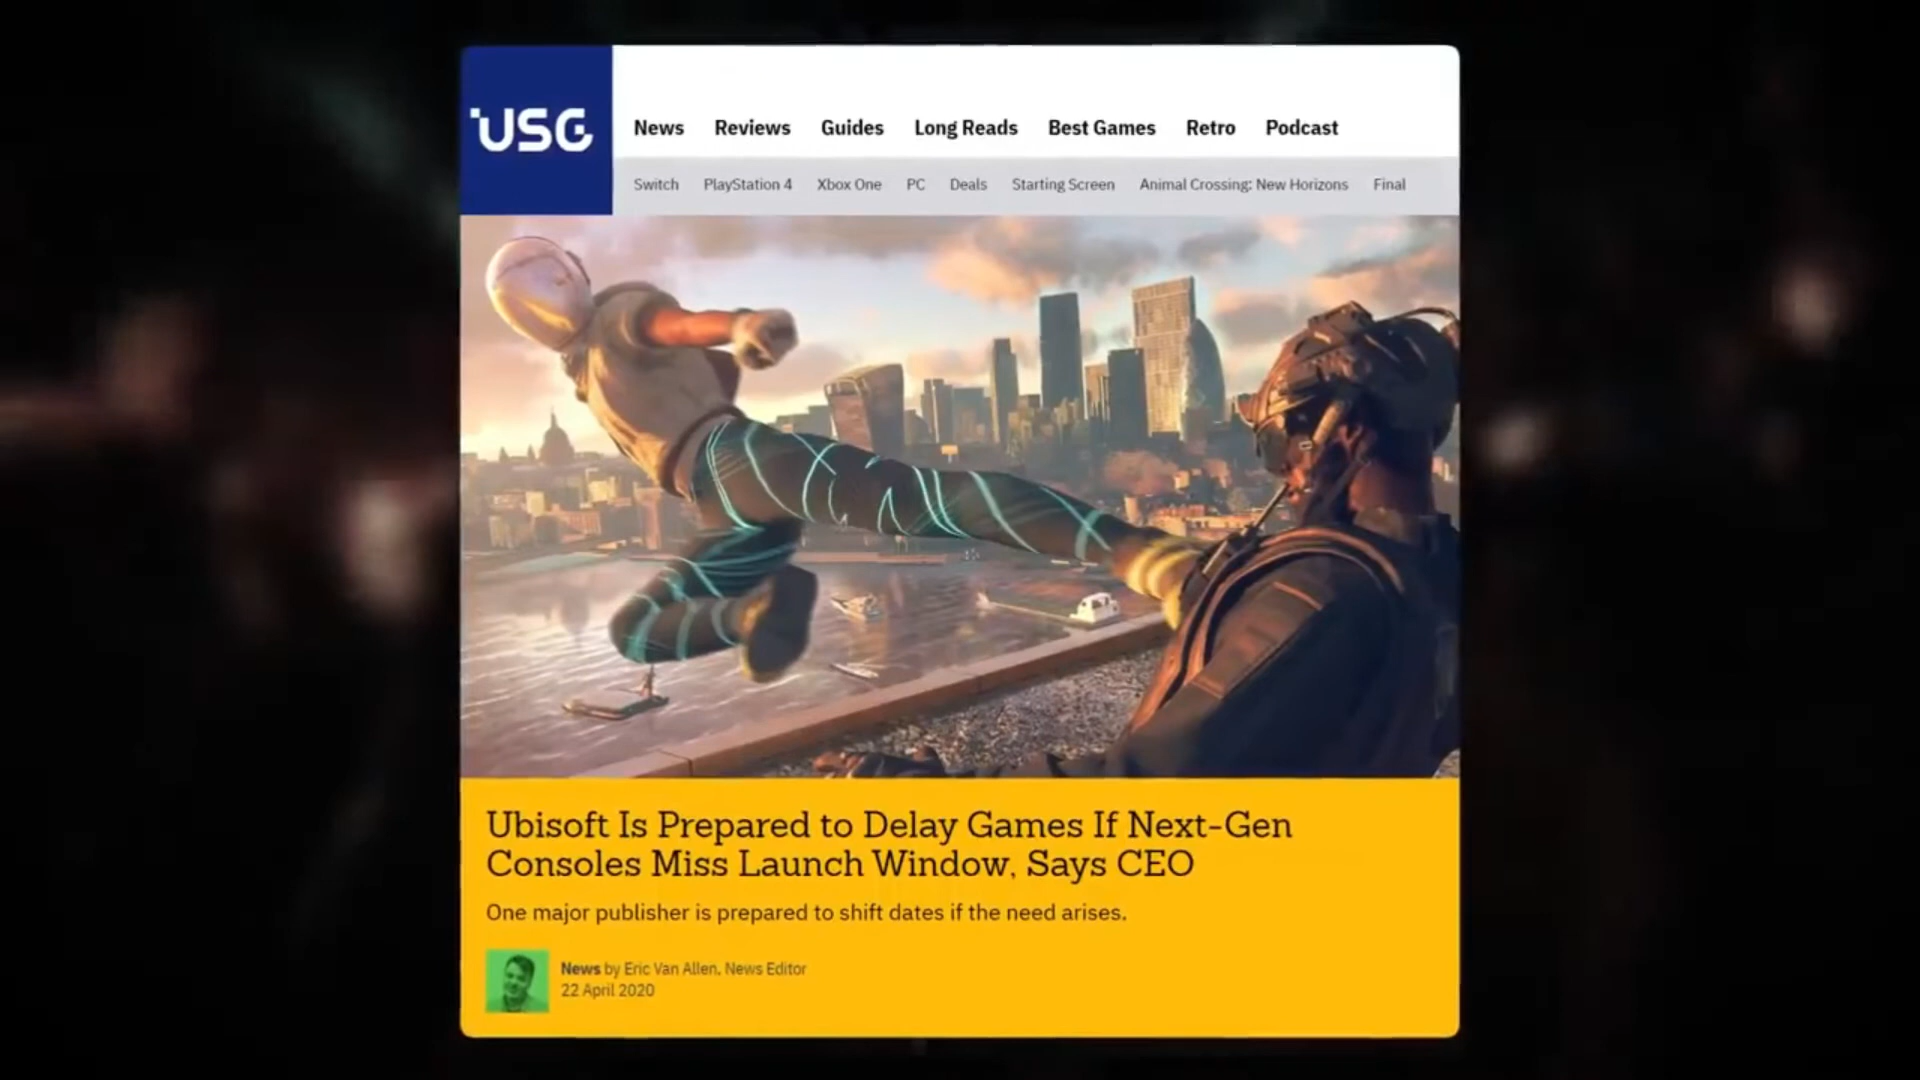 USG
News Reviews Guides Long Reads Best Games Retro Podcast
Switch PlayStation 4 Xbox One PC Deals Starting Screen Animal Crossing: New Horizons Final
Ubisoft Is Prepared to Delay Games If Next-Gen
Consoles Miss Launch Window, Says CEO
One major publisher is prepared to shift dates if the need arises.
News by Eric Van Allen, News Editor
22 April 2020